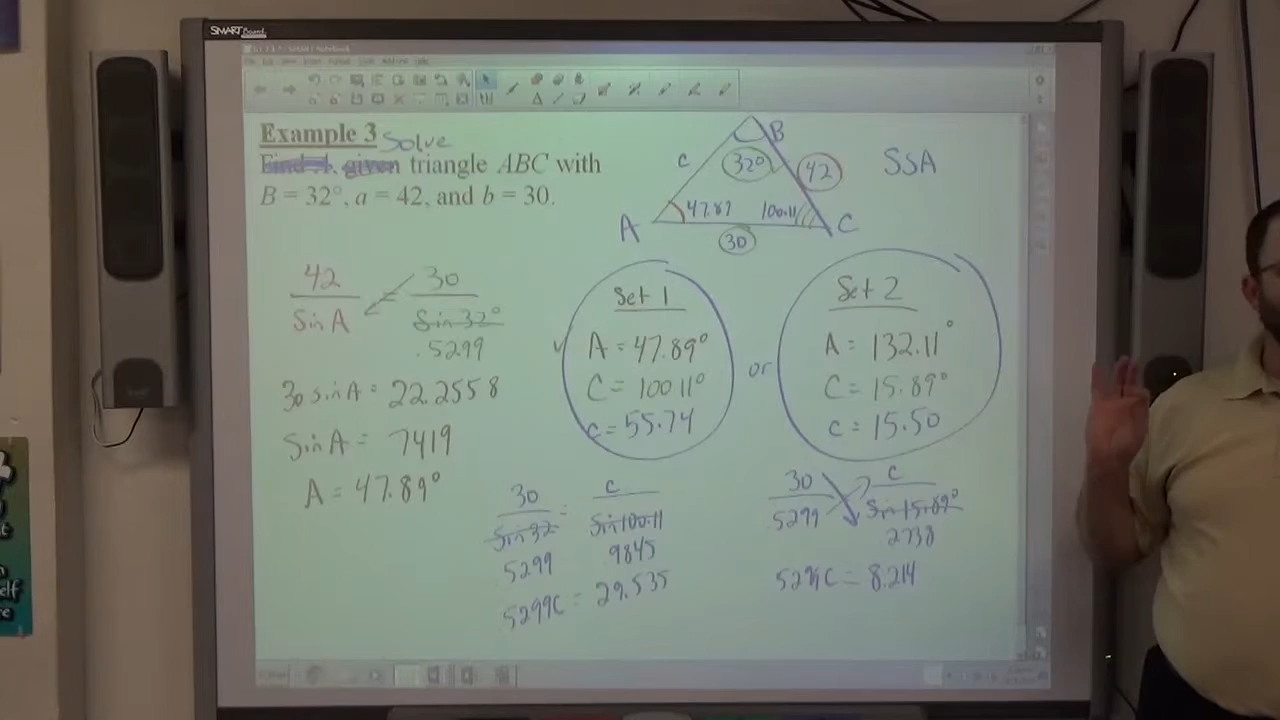 SMART Board
Example 3 Solve
Find A, given triangle ABC with
B = 32°, a = 42, and b = 30.
B
c
32°
42
SSA
47.89
100.11
A
C
30
42
30
=
Sin A
Sin 32°
.5299
30 sin A = 22.2558
Sin A = 7419
A = 47.89°
Set 1
A = 47.89°
C = 100 11°
c = 55.74
or
Set 2
A = 132.11°
C = 15.89°
c = 15.50
30
=
c
Sin 32
Sin 100.11
5299
9845
5299C = 29.535
30
c
5299
Sin 15.89°
2738
5299C = 8.214